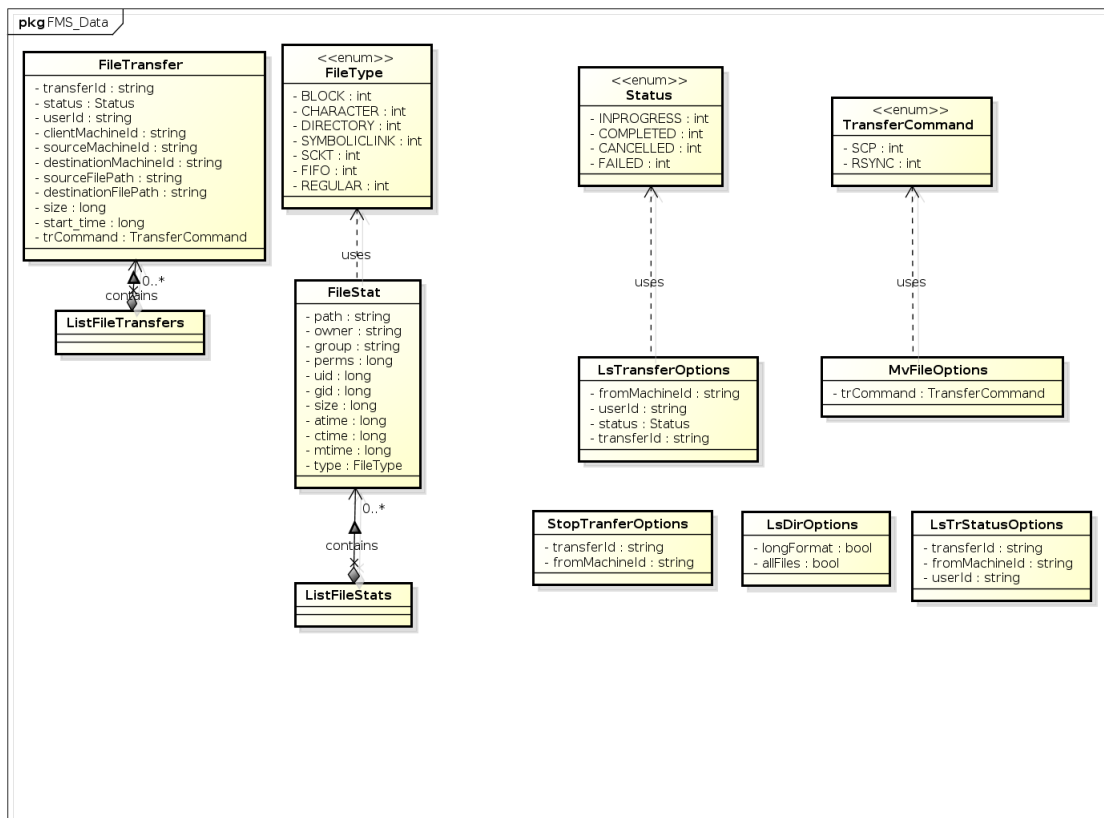 pkg FMS_Data
FileTransfer
- transferId : string
- status : Status
- userId : string
- clientMachineId : string
- sourceMachineId : string
- destinationMachineId : string
- sourceFilePath : string
- destinationFilePath : string
- size : long
- start_time : long
- trCommand : TransferCommand
0..*
contains
ListFileTransfers
<<enum>>
FileType
- BLOCK : int
- CHARACTER : int
- DIRECTORY : int
- SYMBOLICLINK : int
- SCKT : int
- FIFO : int
- REGULAR : int
uses
FileStat
- path : string
- owner : string
- group : string
- perms : long
- uid : long
- gid : long
- size : long
- atime : long
- ctime : long
- mtime : long
- type : FileType
0..*
contains
ListFileStats
<<enum>>
Status
- INPROGRESS : int
- COMPLETED : int
- CANCELLED : int
- FAILED : int
uses
LsTransferOptions
- fromMachineId : string
- userId : string
- status : Status
- transferId : string
<<enum>>
TransferCommand
- SCP : int
- RSYNC : int
uses
MvFileOptions
- trCommand : TransferCommand
StopTranferOptions
- transferId : string
- fromMachineId : string
LsDirOptions
- longFormat : bool
- allFiles : bool
LsTrStatusOptions
- transferId : string
- fromMachineId : string
- userId : string